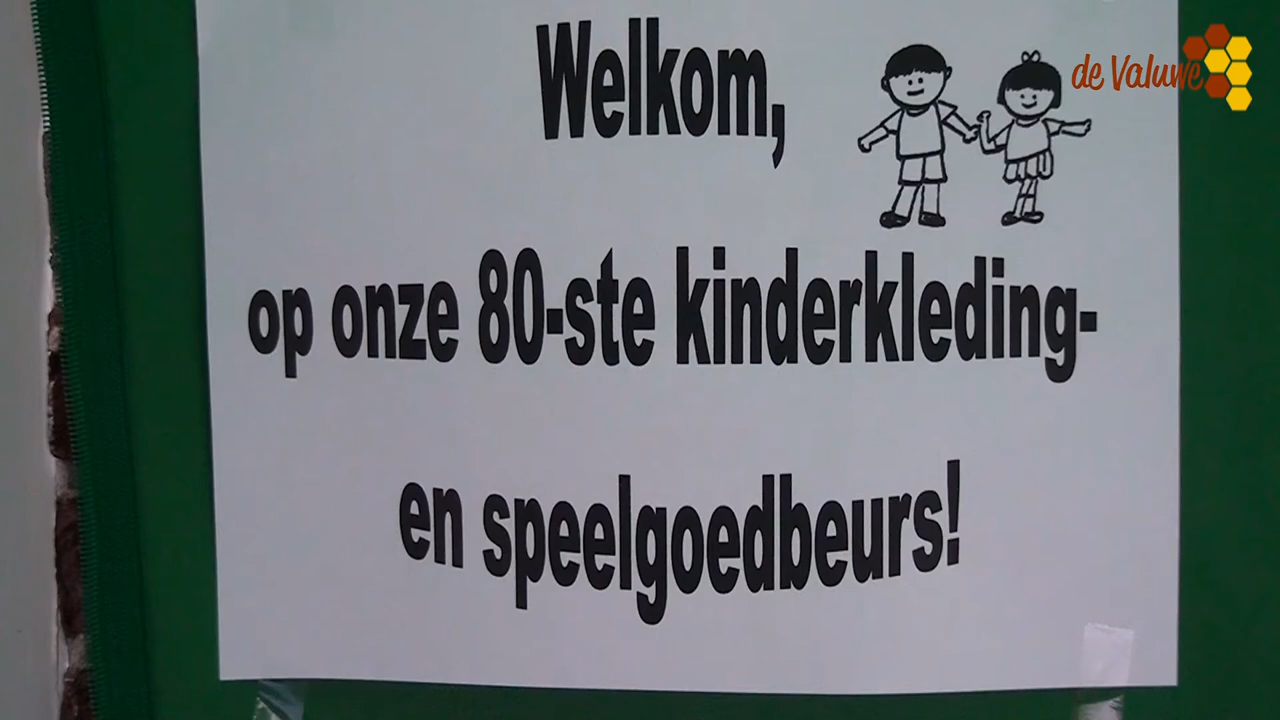 Welkom,
de Valuwe
op onze 80-ste kinderkleding-
en speelgoedbeurs!